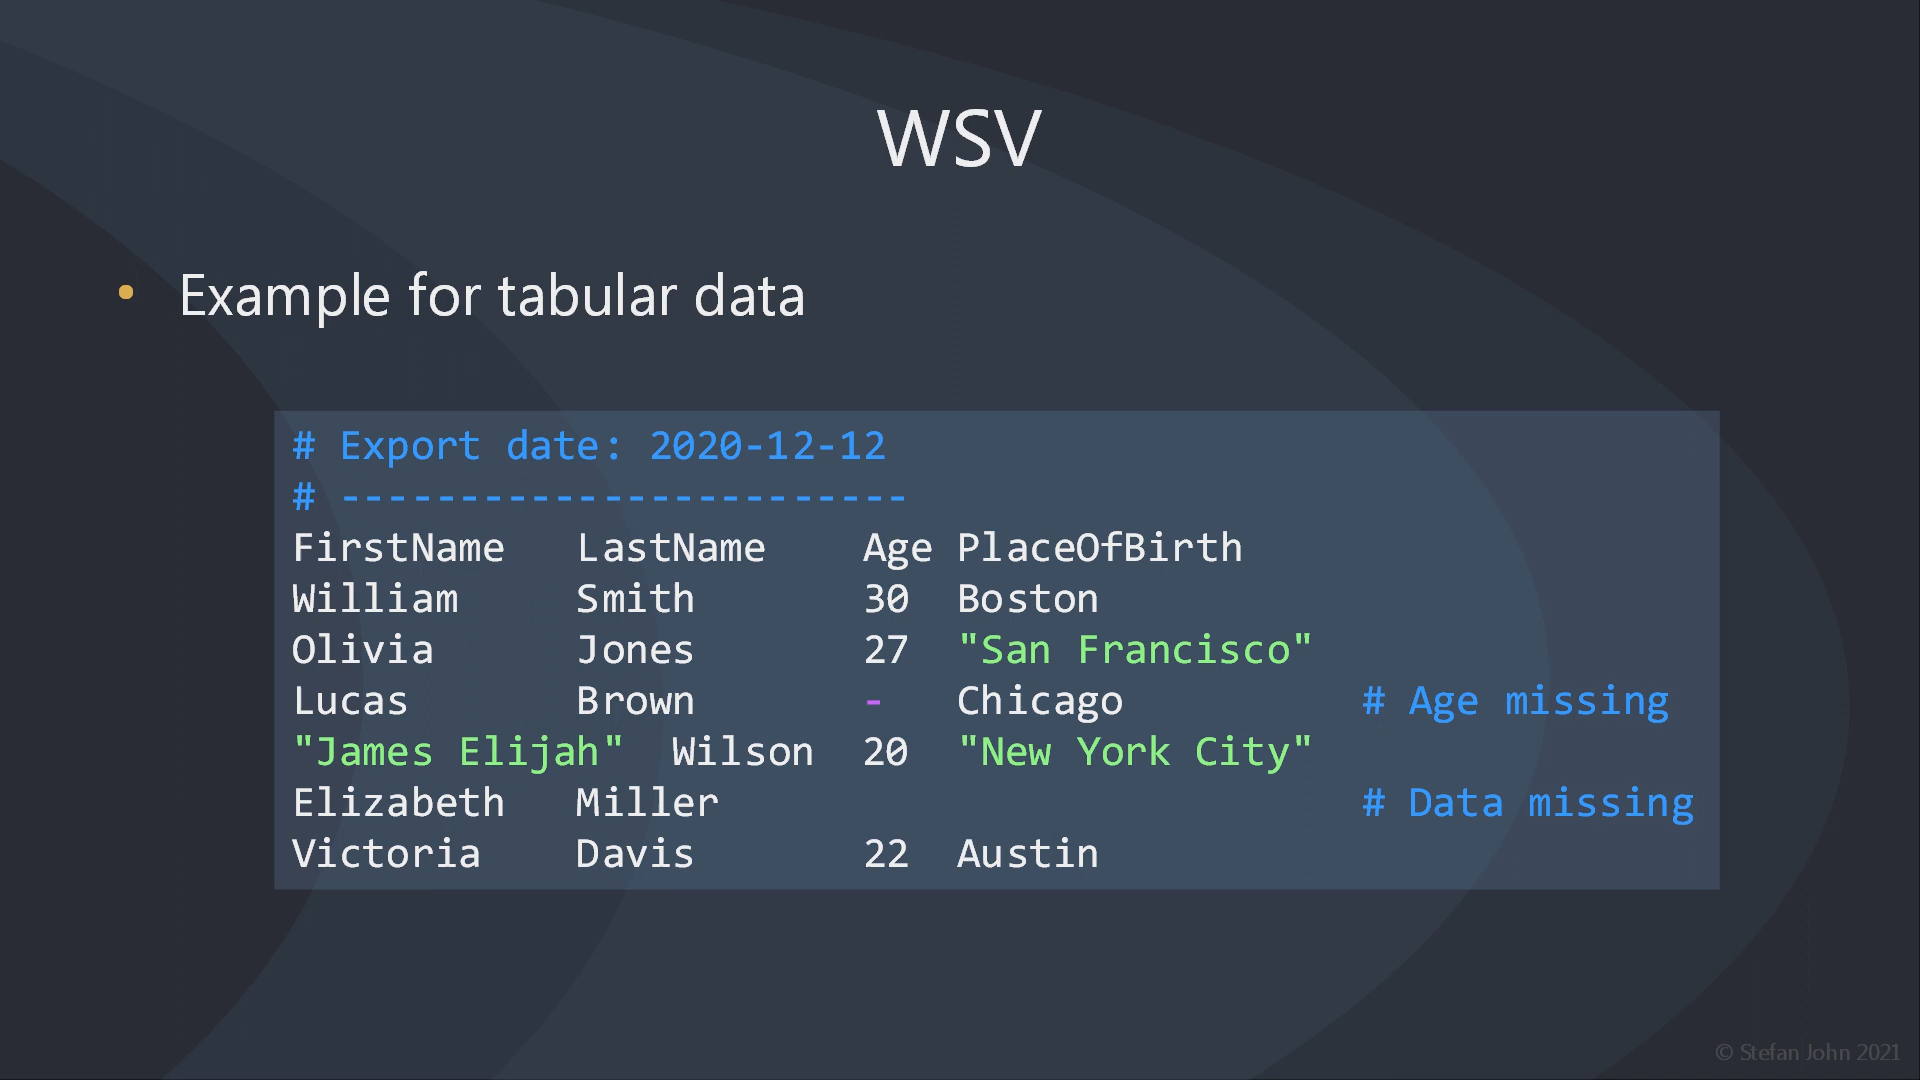 WSV
• Example for tabular data
# Export date: 2020-12-12
# ------------------------
FirstName   LastName    Age PlaceOfBirth
William     Smith       30  Boston
Olivia      Jones       27  "San Francisco"
Lucas       Brown       -   Chicago          # Age missing
"James Elijah"  Wilson  20  "New York City"
Elizabeth   Miller                           # Data missing
Victoria    Davis       22  Austin
© Stefan John 2021